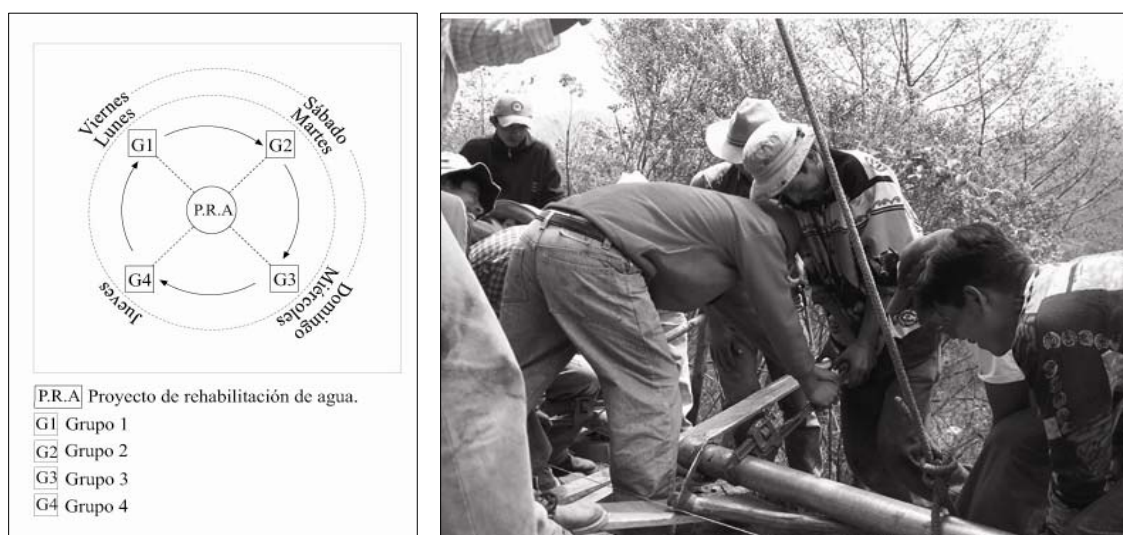 Viernes
Lunes
Sábado
Martes
G1
G2
P.R.A
G4
G3
Jueves
Miércoles
Domingo
P.R.A Proyecto de rehabilitación de agua.
G1 Grupo 1
G2 Grupo 2
G3 Grupo 3
G4 Grupo 4